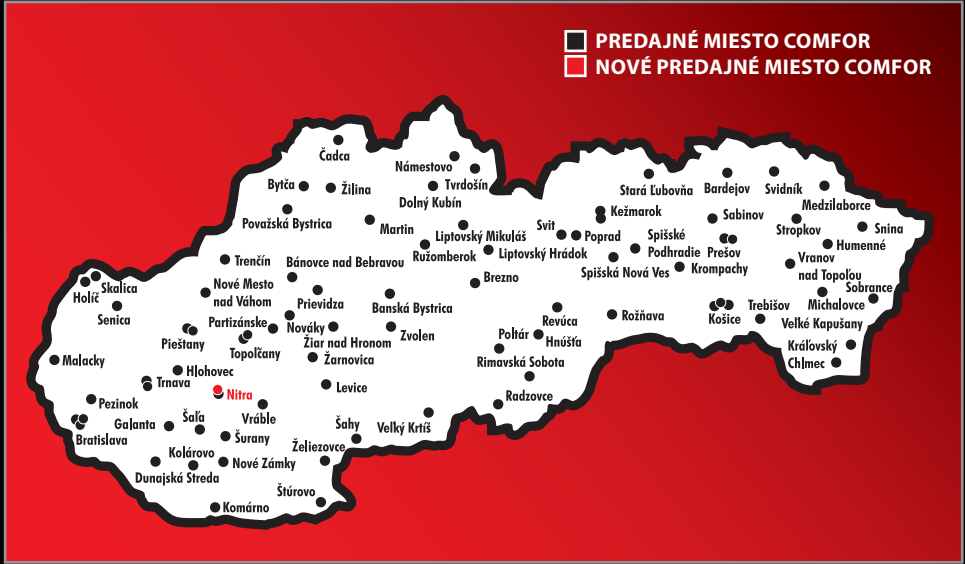 PREDAJNÉ MIESTO COMFOR
NOVÉ PREDAJNÉ MIESTO COMFOR
Čadca
Námestovo
Tvrdošín
Bytča
Žilina
Dolný Kubín
Stará Ľubovňa
Bardejov
Svidník
Medzilaborce
Považská Bystrica
Martin
Liptovský Mikuláš
Svit
Kežmarok
Sabinov
Stropkov
Snina
Ružomberok
Liptovský Hrádok
Poprad
Spišské
Podhradie
Prešov
Humenné
Trenčín
Bánovce nad Bebravou
Brezno
Spišská Nová Ves
Krompachy
Vranov
nad Topoľou
Skalica
Holíč
Nové Mesto
nad Váhom
Prievidza
Banská Bystrica
Sobrance
Michalovce
Senica
Partizánske
Nováky
Zvolen
Revúca
Rožňava
Košice
Trebišov
Veľké Kapušany
Pieštany
Topoľčany
Žiar nad Hronom
Poltár
Hnúšťa
Kráľovský
Chlmec
Malacky
Žarnovica
Rimavská Sobota
Hlohovec
Trnava
Nitra
Levice
Radzovce
Pezinok
Vráble
Galanta
Šaľa
Šahy
Veľký Krtíš
Bratislava
Šurany
Kolárovo
Želiezovce
Dunajská Streda
Nové Zámky
Štúrovo
Komárno